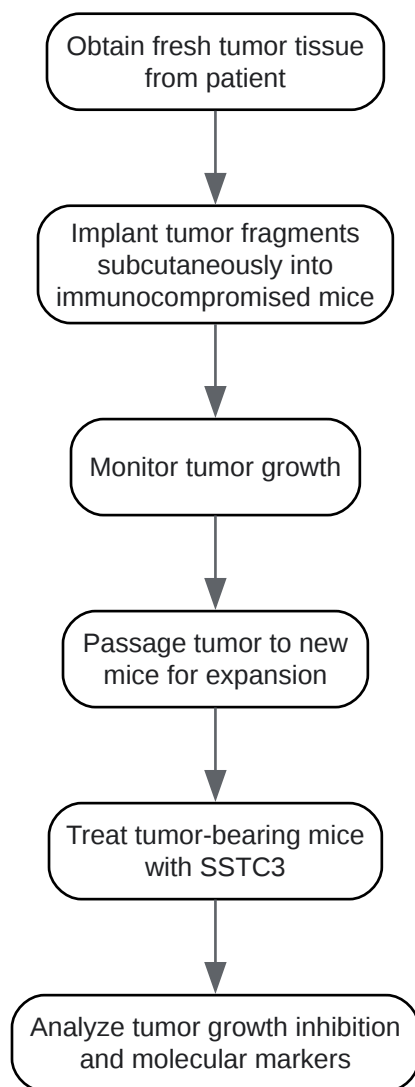 Obtain fresh tumor tissue
from patient
Implant tumor fragments
subcutaneously into
immunocompromised mice
Monitor tumor growth
Passage tumor to new
mice for expansion
Treat tumor-bearing mice
with SSTC3
Analyze tumor growth inhibition
and molecular markers